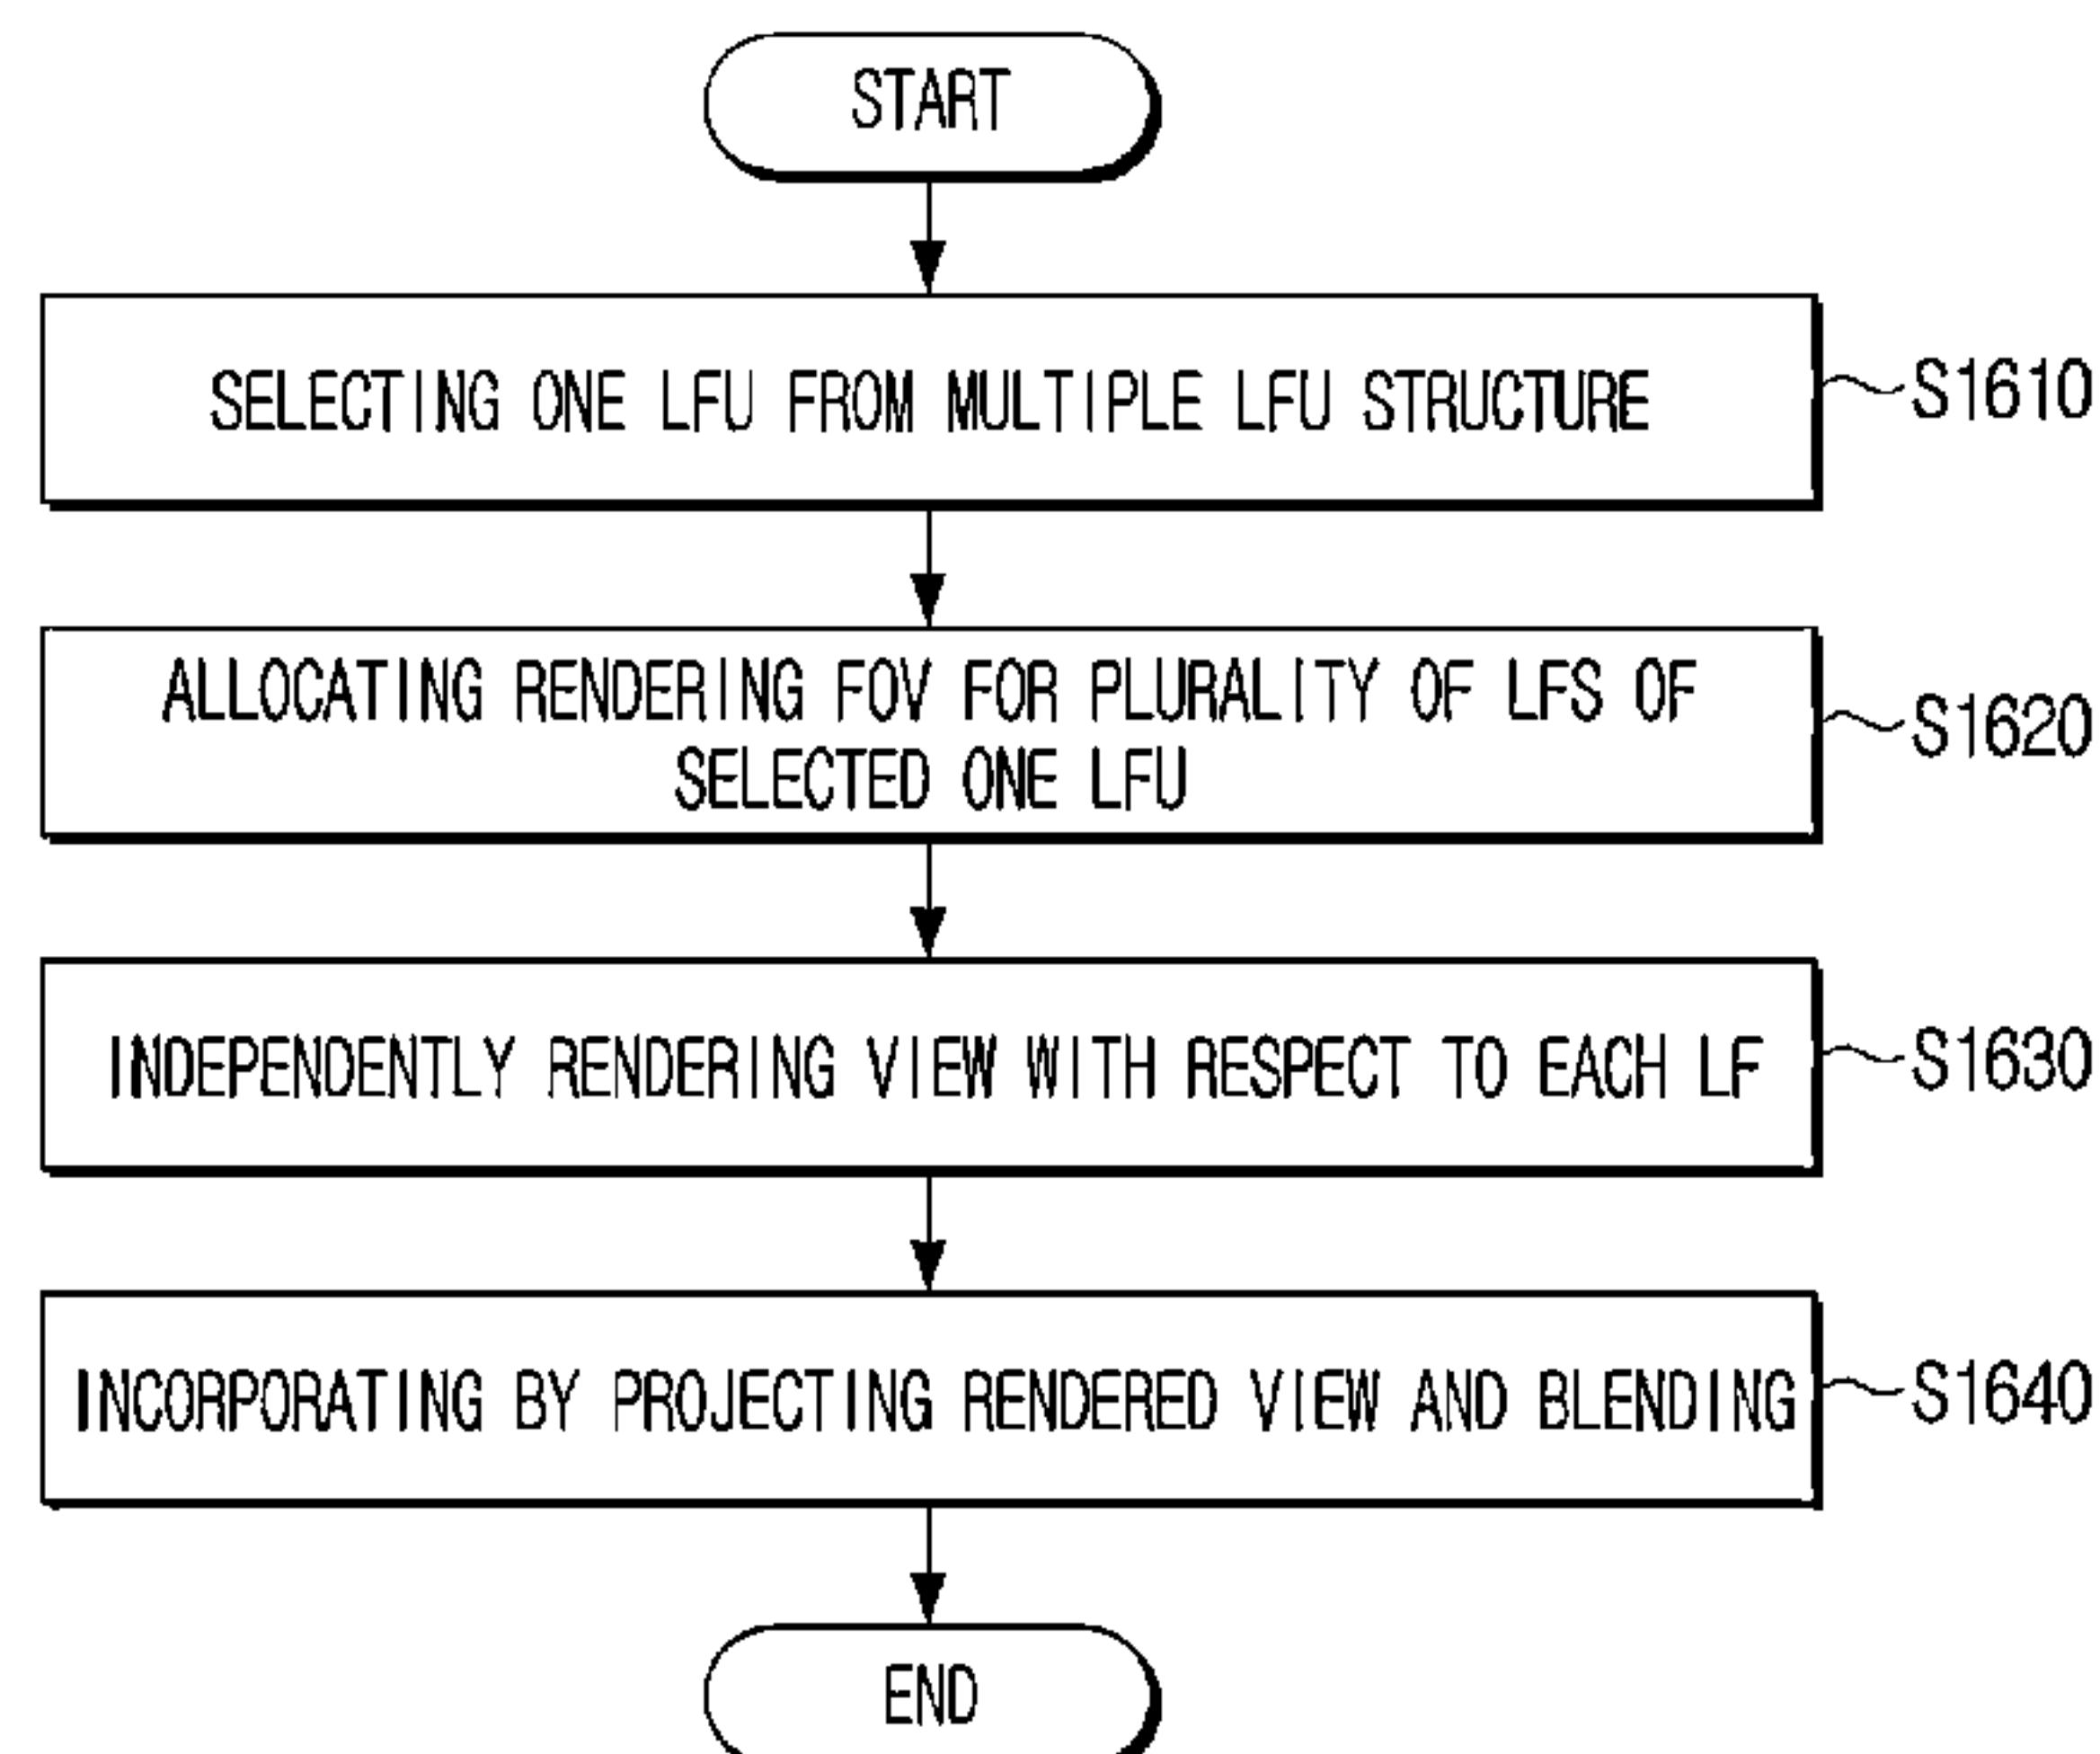 START
SELECTING ONE LFU FROM MULTIPLE LFU STRUCTURE
S1610
ALLOCATING RENDERING FOV FOR PLURALITY OF LFS OF
SELECTED ONE LFU
S1620
INDEPENDENTLY RENDERING VIEW WITH RESPECT TO EACH LF
S1630
INCORPORATING BY PROJECTING RENDERED VIEW AND BLENDING
S1640
END